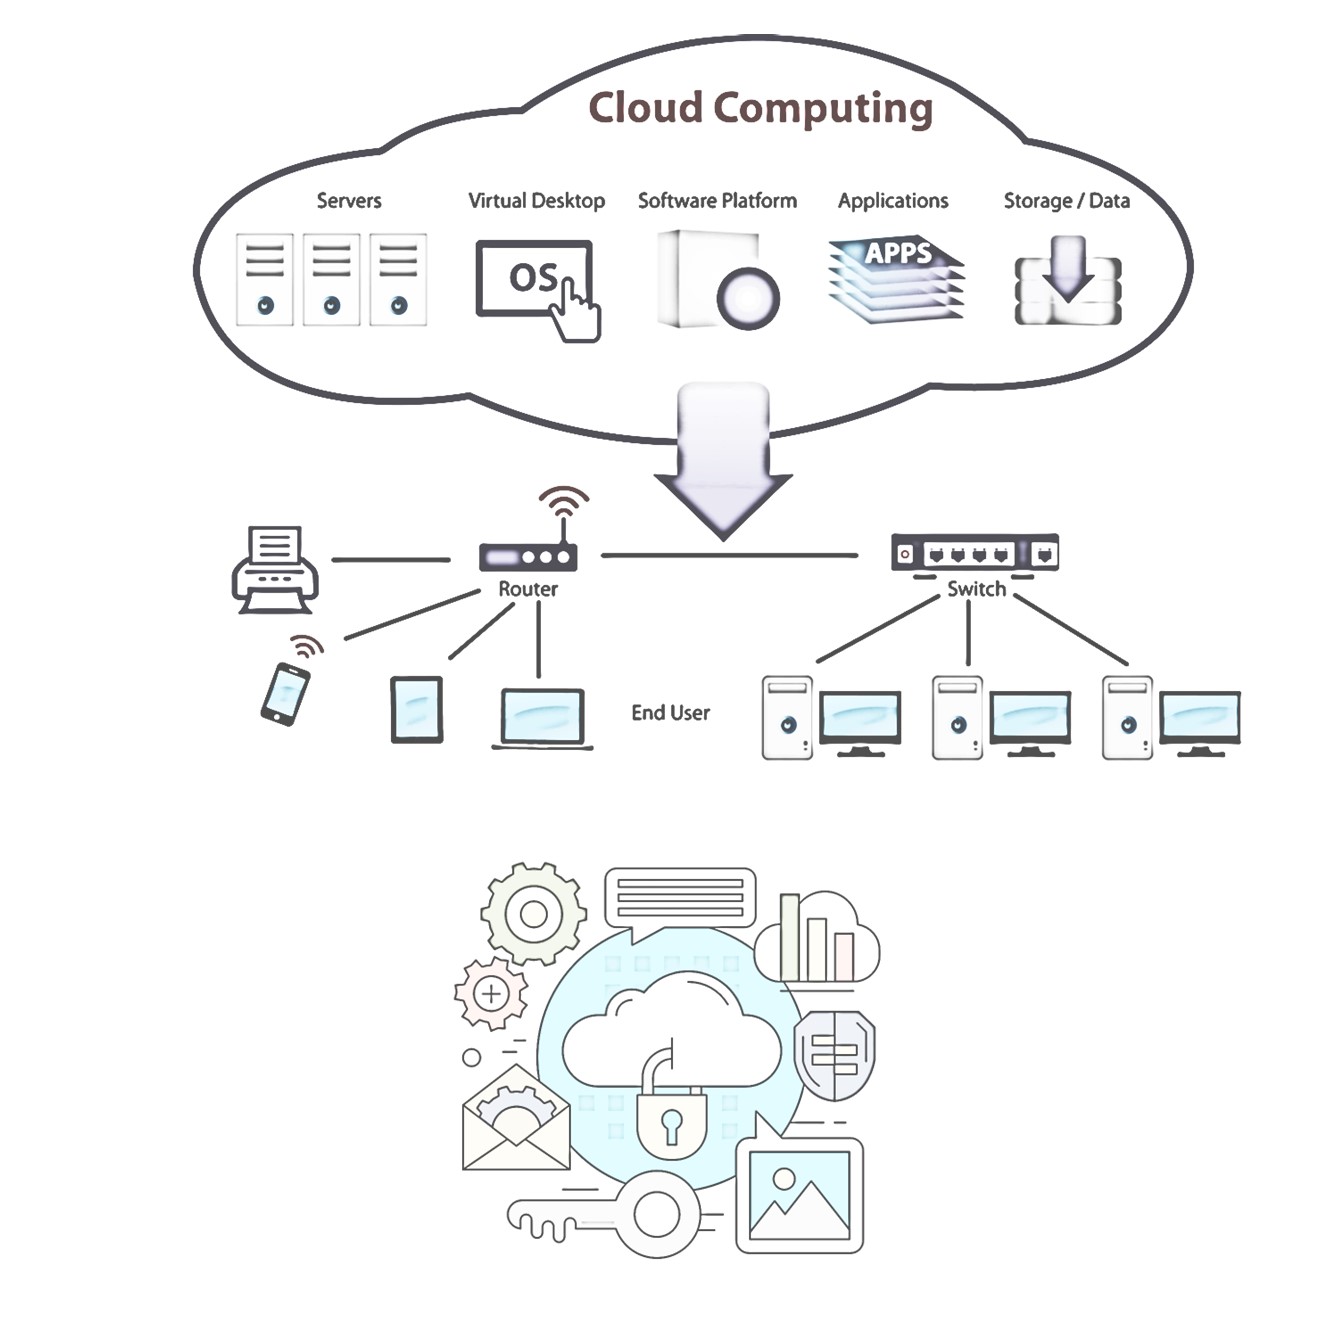 Cloud Computing
Servers
Virtual Desktop
Software Platform
Applications
Storage / Data
OS
APPS
Router
Switch
End User